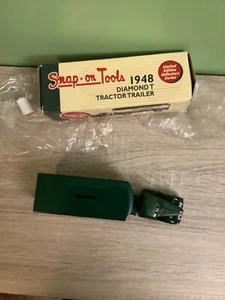 Snap-on Tools 1948
DIAMOND T
TRACTOR TRAILER
Limited
Edition
Collectors
Series